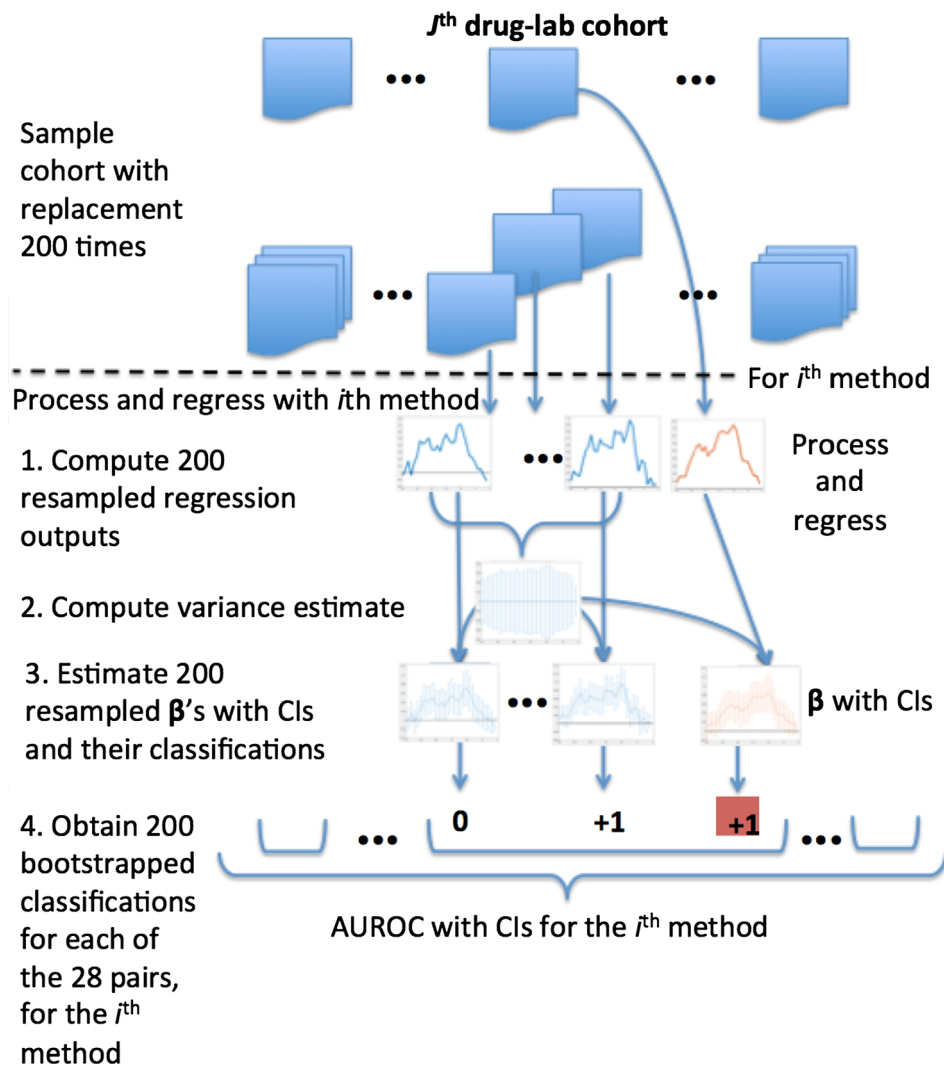 Jth drug-lab cohort
Sample
cohort with
replacement
200 times
For ith method
Process and regress with ith method
1. Compute 200
resampled regression
outputs
Process
and
regress
2. Compute variance estimate
3. Estimate 200
resampled β's with CIs
and their classifications
β with CIs
0
+1
+1
4. Obtain 200
bootstrapped
classifications
for each of
the 28 pairs,
for the ith
method
AUROC with CIs for the ith method